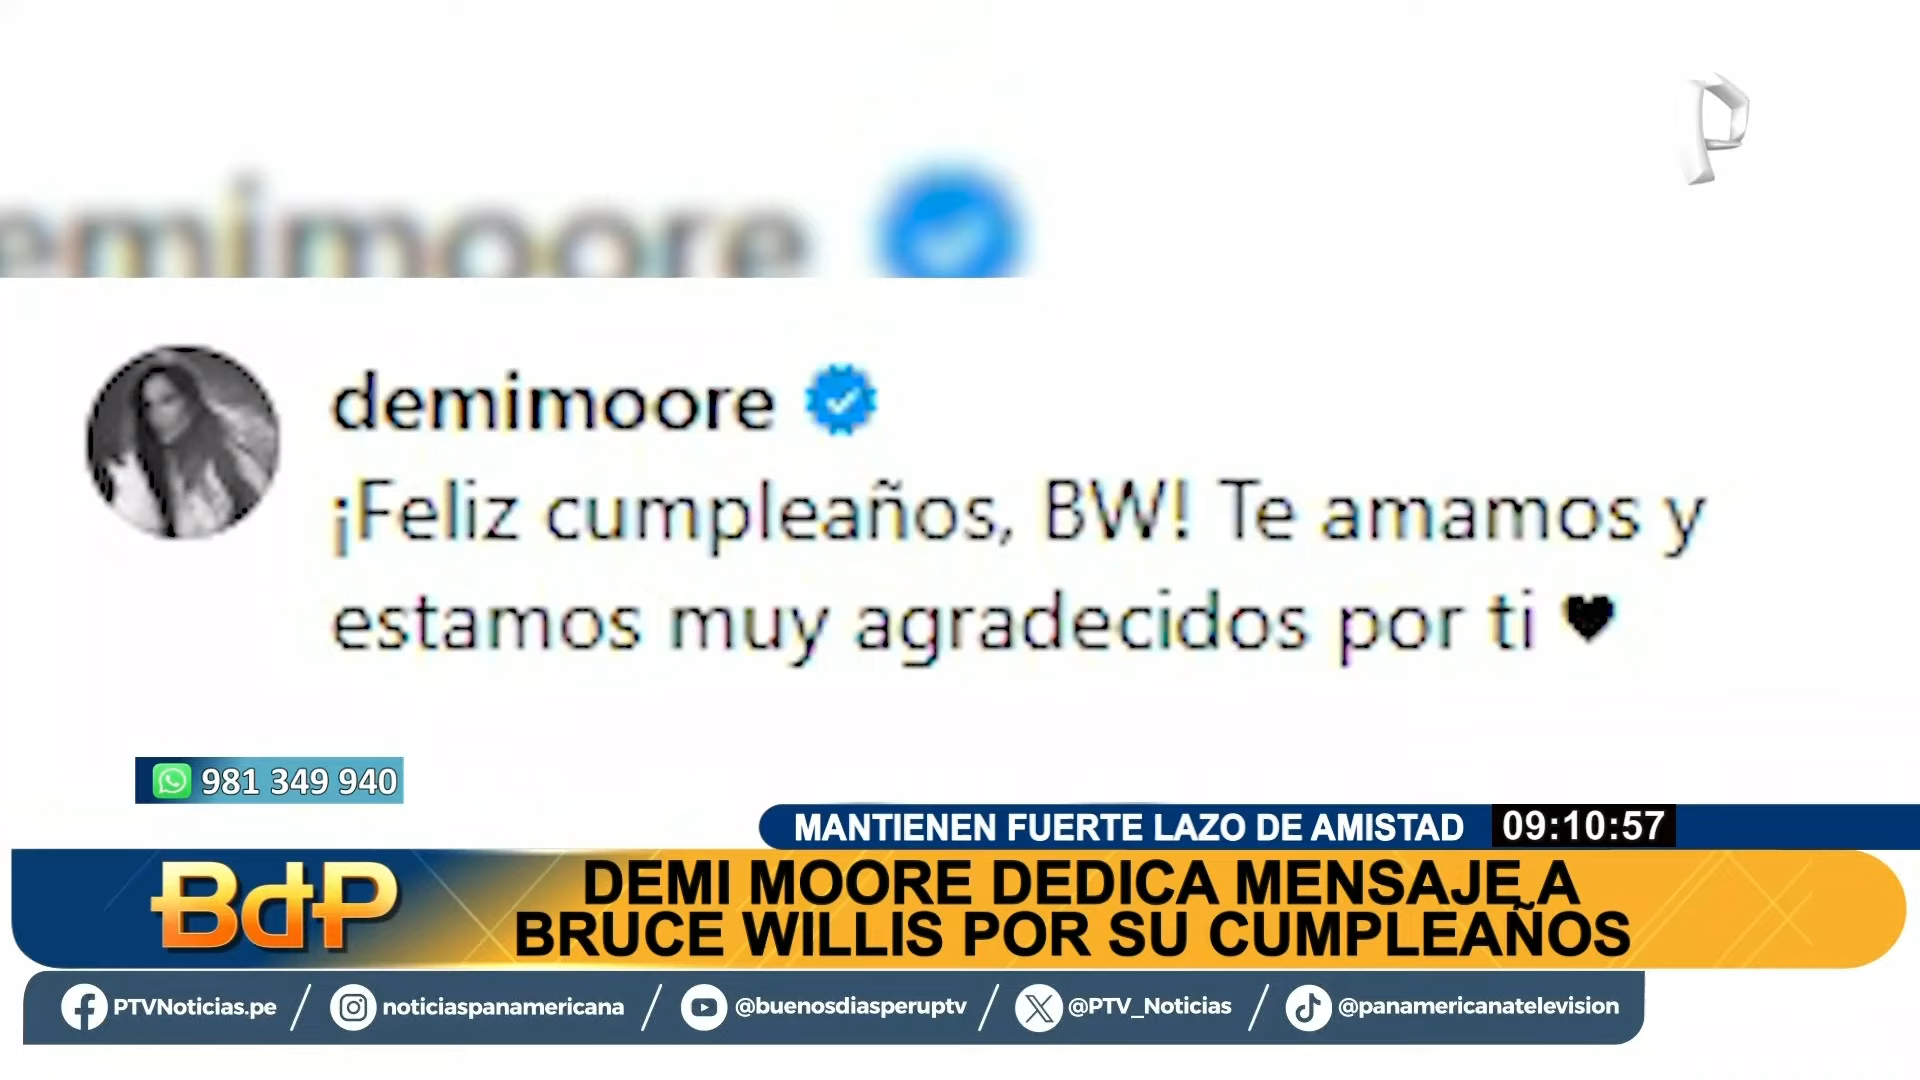 emimoore
demimoore
¡Feliz cumpleaños, BW! Te amamos y
estamos muy agradecidos por ti 🖤
981 349 940
MANTIENEN FUERTE LAZO DE AMISTAD 09:10:57
BdP
DEMI MOORE DEDICA MENSAJE A
BRUCE WILLIS POR SU CUMPLEAÑOS
PTVNoticias.pe / noticiaspanamericana / @buenosdiasperuptv / @PTV_Noticias / @panamericanatelevision